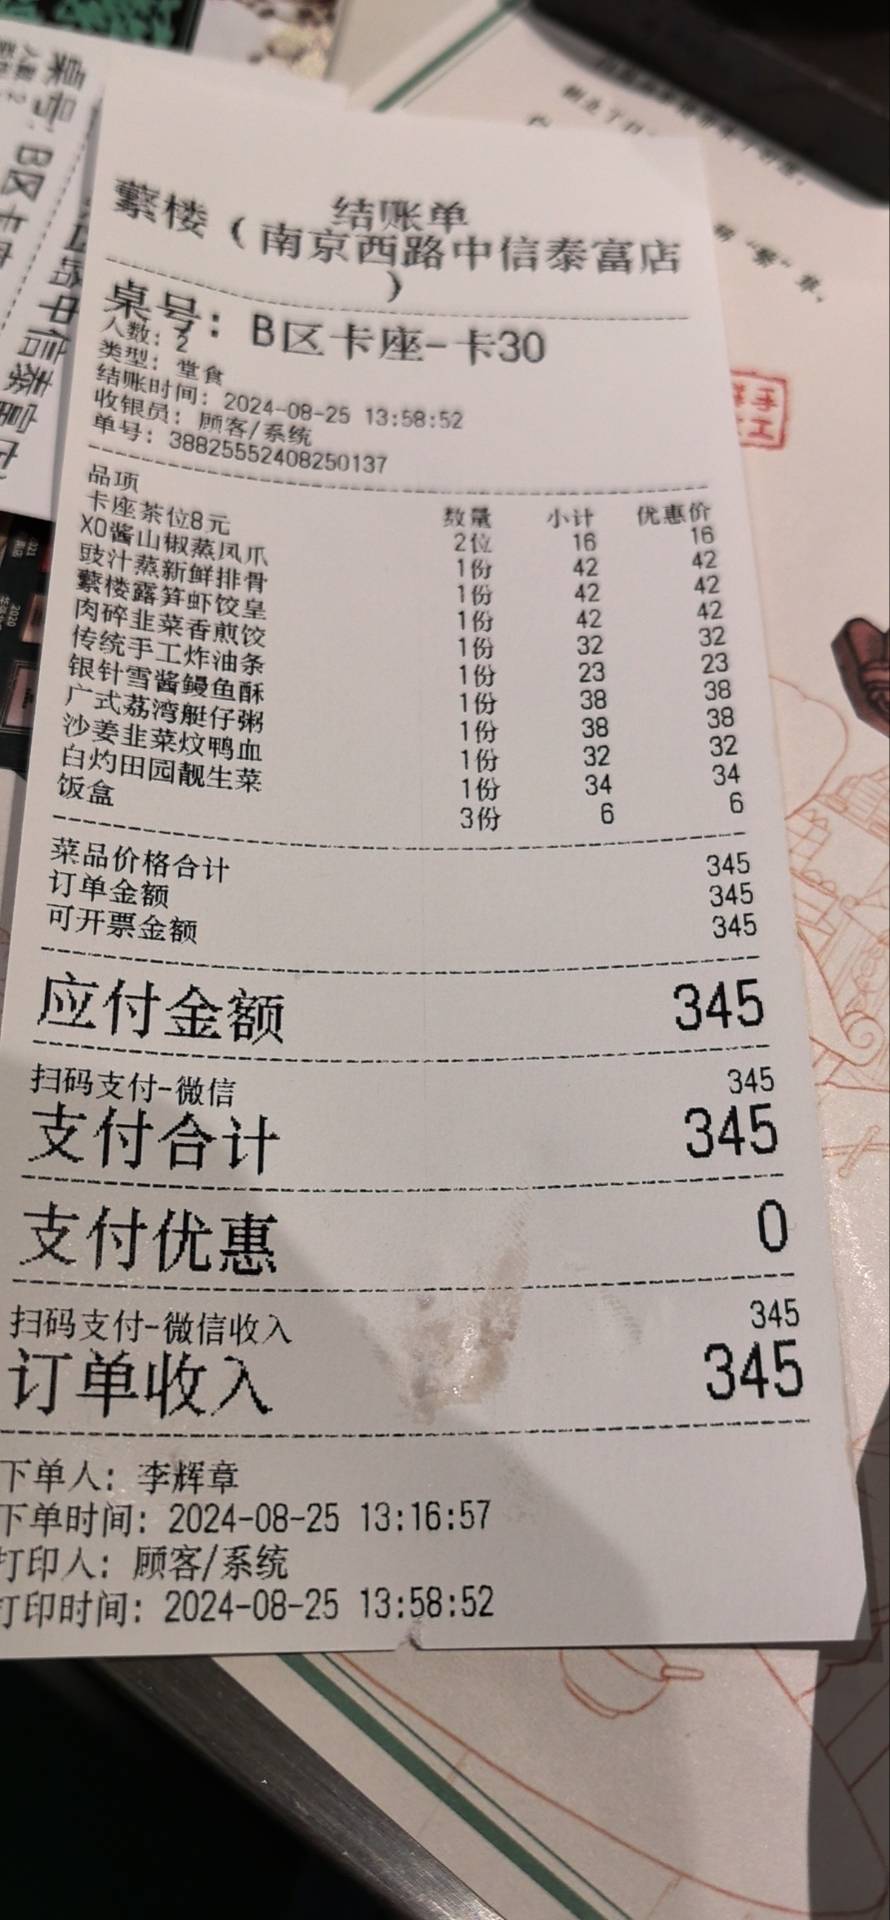 结账单
蘩楼（南京西路中信泰富店
）
桌号: B区卡座-卡30
人数: 2
类型: 堂食
结账时间: 2024-08-25 13:58:52
收银员: 顾客/系统
单号: 38825552408250137
品项 数量 小计 优惠价
卡座茶位8元 2位 16 16
XO酱山椒蒸凤爪 1份 42 42
豉汁蒸新鲜排骨 1份 42 42
蘩楼露笋虾饺皇 1份 42 42
肉碎韭菜香煎饺 1份 32 32
传统手工炸油条 1份 23 23
银针雪酱鳗鱼酥 1份 38 38
广式荔湾艇仔粥 1份 38 38
沙姜韭菜炆鸭血 1份 32 32
白灼田园靓生菜 1份 34 34
饭盒 3份 6 6
菜品价格合计 345
订单金额 345
可开票金额 345
应付金额 345
扫码支付-微信 345
支付合计 345
支付优惠 0
扫码支付-微信收入 345
订单收入 345
下单人: 李辉章
下单时间: 2024-08-25 13:16:57
打印人: 顾客/系统
打印时间: 2024-08-25 13:58:52
桌号: B区卡
中信泰富
手工